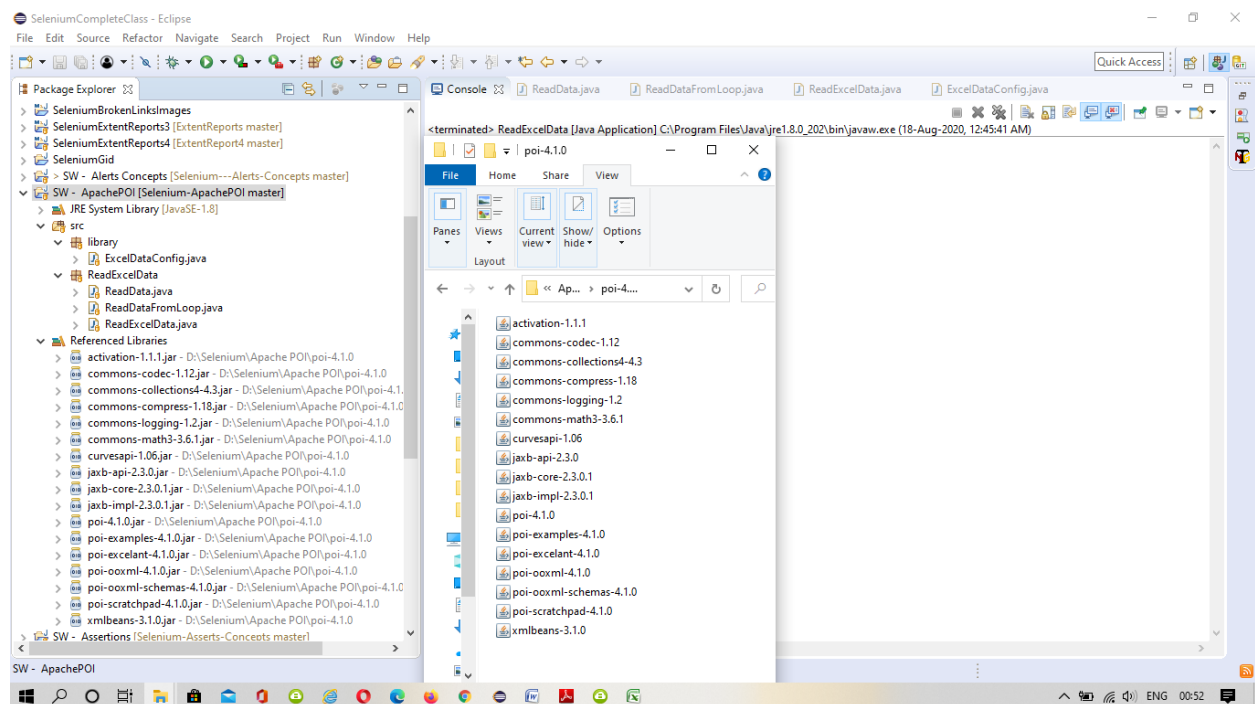 SeleniumCompleteClass - Eclipse
File Edit Source Refactor Navigate Search Project Run Window Help
Quick Access
Package Explorer
SeleniumBrokenLinksImages
SeleniumExtentReports3 [ExtentReports master]
SeleniumExtentReports4 [ExtentReport4 master]
SeleniumGid
> SW - Alerts Concepts [Selenium---Alerts-Concepts master]
SW - ApachePOI [Selenium-ApachePOI master]
JRE System Library [JavaSE-1.8]
src
library
ExcelDataConfig.java
ReadExcelData
ReadData.java
ReadDataFromLoop.java
ReadExcelData.java
Referenced Libraries
activation-1.1.1.jar - D:\Selenium\Apache POI\poi-4.1.0
commons-codec-1.12.jar - D:\Selenium\Apache POI\poi-4.1.0
commons-collections4-4.3.jar - D:\Selenium\Apache POI\poi-4.1.
commons-compress-1.18.jar - D:\Selenium\Apache POI\poi-4.1.0
commons-logging-1.2.jar - D:\Selenium\Apache POI\poi-4.1.0
commons-math3-3.6.1.jar - D:\Selenium\Apache POI\poi-4.1.0
curvesapi-1.06.jar - D:\Selenium\Apache POI\poi-4.1.0
jaxb-api-2.3.0.jar - D:\Selenium\Apache POI\poi-4.1.0
jaxb-core-2.3.0.1.jar - D:\Selenium\Apache POI\poi-4.1.0
jaxb-impl-2.3.0.1.jar - D:\Selenium\Apache POI\poi-4.1.0
poi-4.1.0.jar - D:\Selenium\Apache POI\poi-4.1.0
poi-examples-4.1.0.jar - D:\Selenium\Apache POI\poi-4.1.0
poi-excelant-4.1.0.jar - D:\Selenium\Apache POI\poi-4.1.0
poi-ooxml-4.1.0.jar - D:\Selenium\Apache POI\poi-4.1.0
poi-ooxml-schemas-4.1.0.jar - D:\Selenium\Apache POI\poi-4.1.0
poi-scratchpad-4.1.0.jar - D:\Selenium\Apache POI\poi-4.1.0
xmlbeans-3.1.0.jar - D:\Selenium\Apache POI\poi-4.1.0
SW - Assertions [Selenium-Asserts-Concepts master]
SW - ApachePOI
Console ReadData.java ReadDataFromLoop.java ReadExcelData.java ExcelDataConfig.java
<terminated> ReadExcelData [Java Application] C:\Program Files\Java\jre1.8.0_202\bin\javaw.exe (18-Aug-2020, 12:45:41 AM)
poi-4.1.0
File Home Share View
Panes Views Current view Show/ hide Options
Layout
« Ap... > poi-4....
activation-1.1.1
commons-codec-1.12
commons-collections4-4.3
commons-compress-1.18
commons-logging-1.2
commons-math3-3.6.1
curvesapi-1.06
jaxb-api-2.3.0
jaxb-core-2.3.0.1
jaxb-impl-2.3.0.1
poi-4.1.0
poi-examples-4.1.0
poi-excelant-4.1.0
poi-ooxml-4.1.0
poi-ooxml-schemas-4.1.0
poi-scratchpad-4.1.0
xmlbeans-3.1.0
ENG 00:52